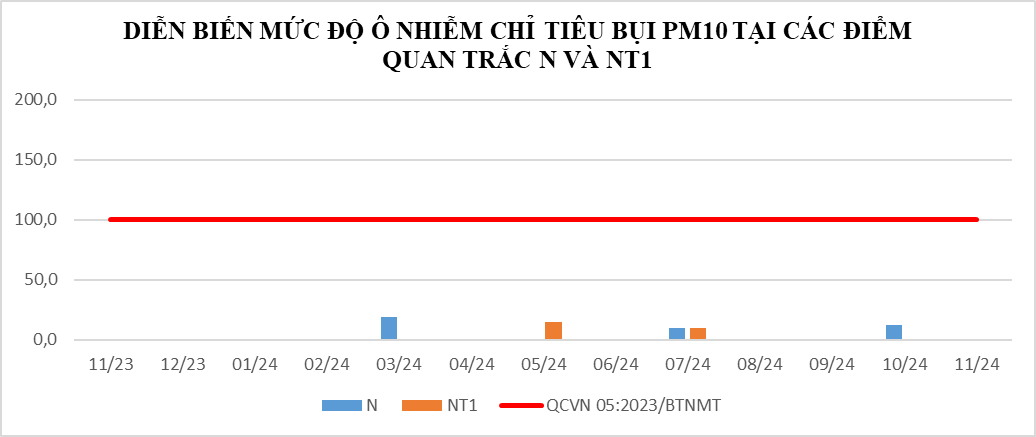 DIỄN BIẾN MỨC ĐỘ Ô NHIỄM CHỈ TIÊU BỤI PM10 TẠI CÁC ĐIỂM
QUAN TRẮC N VÀ NT1
200,0
150,0
100,0
50,0
0,0
11/23 12/23 01/24 02/24 03/24 04/24 05/24 06/24 07/24 08/24 09/24 10/24 11/24
N NT1 QCVN 05:2023/BTNMT